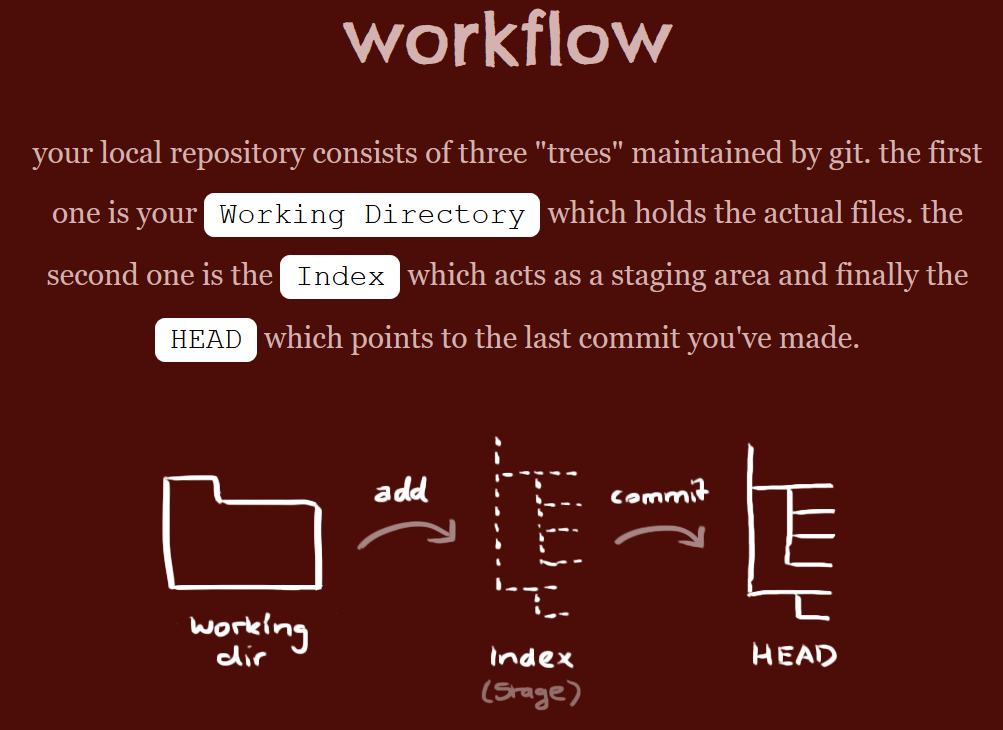 workflow
your local repository consists of three "trees" maintained by git. the first
one is your Working Directory which holds the actual files. the
second one is the Index which acts as a staging area and finally the
HEAD which points to the last commit you've made.
add
commit
working
dir
Index
(Stage)
HEAD